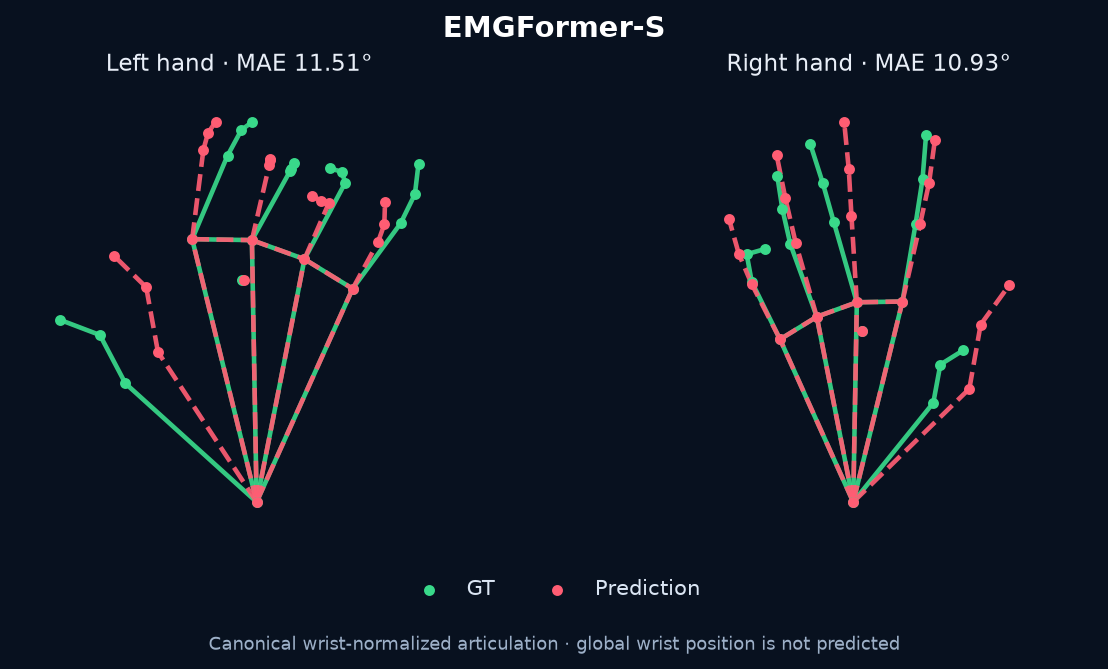 EMGFormer-S
Left hand · MAE 11.51°
Right hand · MAE 10.93°
GT
Prediction
Canonical wrist-normalized articulation · global wrist position is not predicted